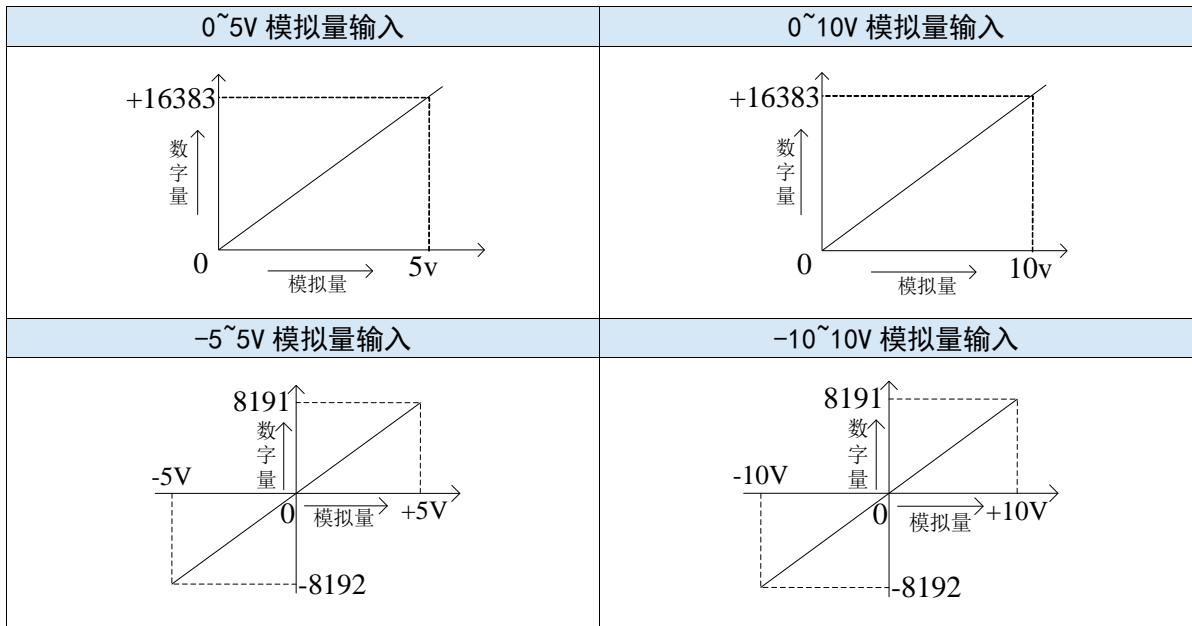 0~5V 模拟量输入
0~10V 模拟量输入
+16383
数字量
0
模拟量
5v
+16383
数字量
0
模拟量
10v
-5~5V 模拟量输入
-10~10V 模拟量输入
8191
数字量
-5V
0
模拟量
+5V
-8192
8191
数字量
-10V
0
模拟量
+10V
-8192